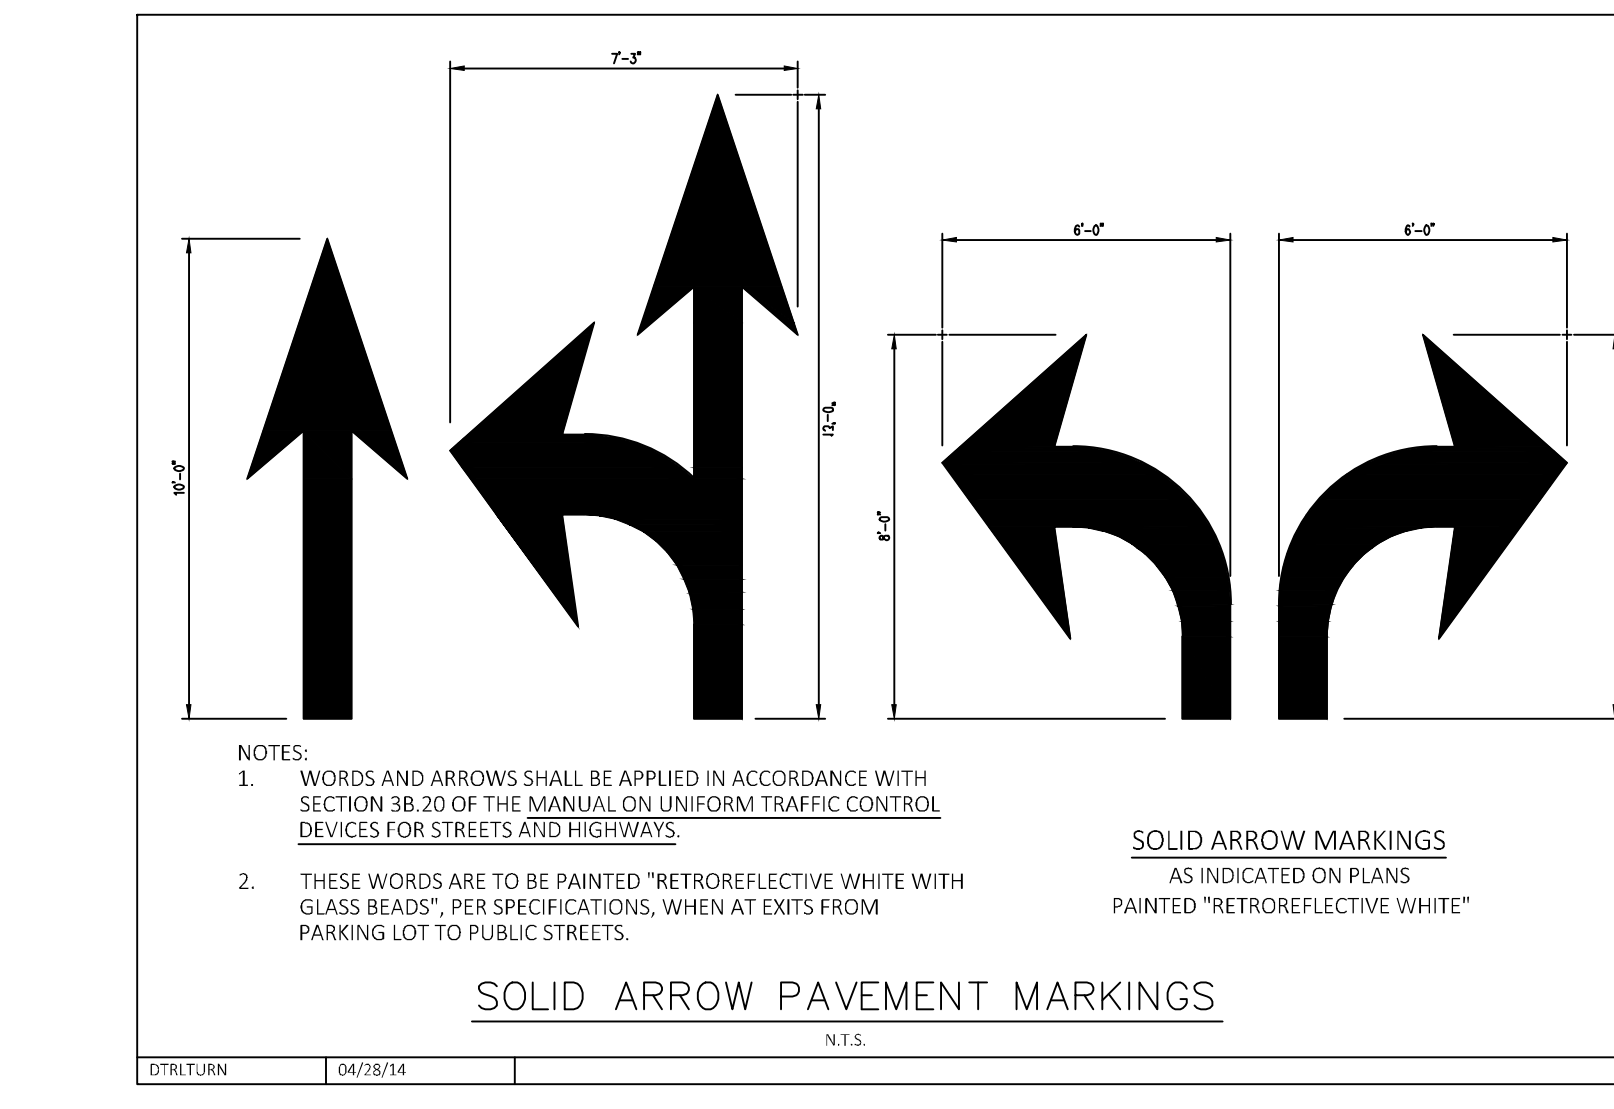 7'-3"
6'-0"
6'-0"
13'-0"
10'-0"
8'-0"
NOTES:
1. WORDS AND ARROWS SHALL BE APPLIED IN ACCORDANCE WITH
SECTION 3B.20 OF THE MANUAL ON UNIFORM TRAFFIC CONTROL
DEVICES FOR STREETS AND HIGHWAYS.
2. THESE WORDS ARE TO BE PAINTED "RETROREFLECTIVE WHITE WITH
GLASS BEADS", PER SPECIFICATIONS, WHEN AT EXITS FROM
PARKING LOT TO PUBLIC STREETS.
SOLID ARROW MARKINGS
AS INDICATED ON PLANS
PAINTED "RETROREFLECTIVE WHITE"
SOLID ARROW PAVEMENT MARKINGS
N.T.S.
DTRLTURN
04/28/14